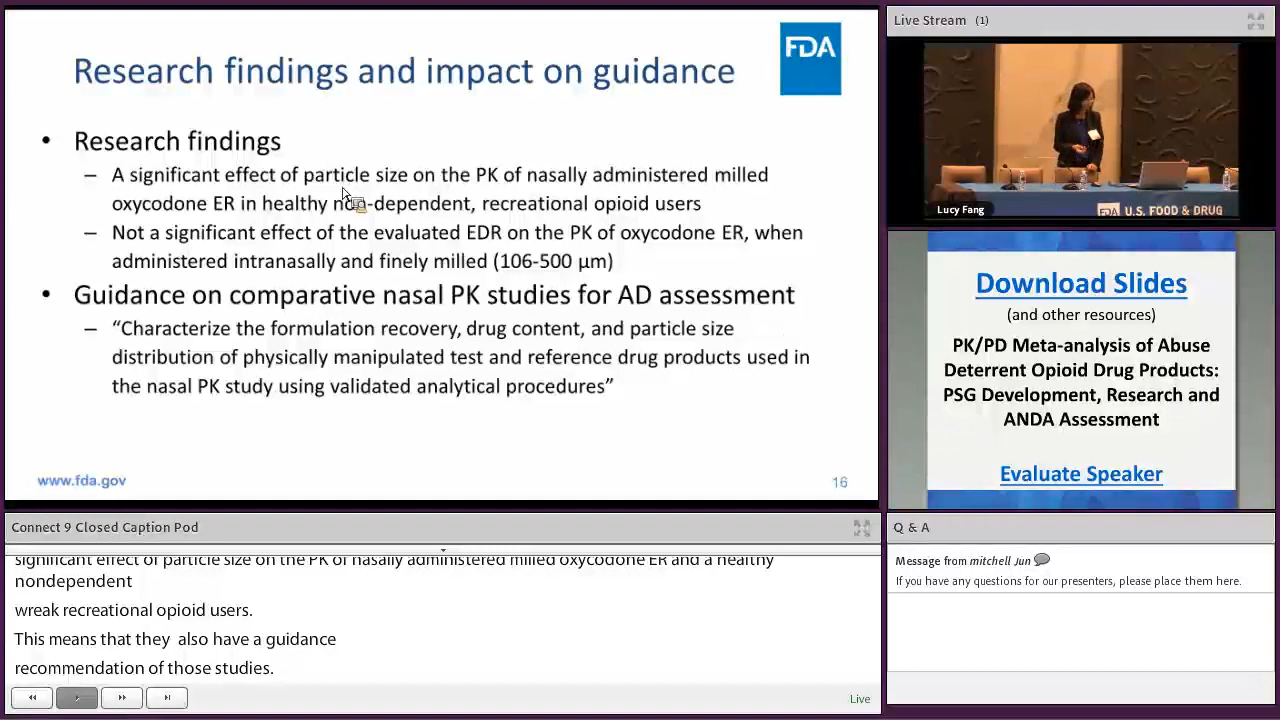 FDA
Research findings and impact on guidance
• Research findings
– A significant effect of particle size on the PK of nasally administered milled
oxycodone ER in healthy non-dependent, recreational opioid users
– Not a significant effect of the evaluated EDR on the PK of oxycodone ER, when
administered intranasally and finely milled (106-500 µm)
• Guidance on comparative nasal PK studies for AD assessment
– “Characterize the formulation recovery, drug content, and particle size
distribution of physically manipulated test and reference drug products used in
the nasal PK study using validated analytical procedures”
www.fda.gov
16
Live Stream (1)
Lucy Fang
FDA U.S. FOOD & DRUG
Download Slides
(and other resources)
PK/PD Meta-analysis of Abuse
Deterrent Opioid Drug Products:
PSG Development, Research and
ANDA Assessment
Evaluate Speaker
Connect 9 Closed Caption Pod
significant effect of particle size on the PK of nasally administered milled oxycodone ER and a healthy
nondependent
wreak recreational opioid users.
This means that they also have a guidance
recommendation of those studies.
Live
Q & A
Message from mitchell Jun
If you have any questions for our presenters, please place them here.